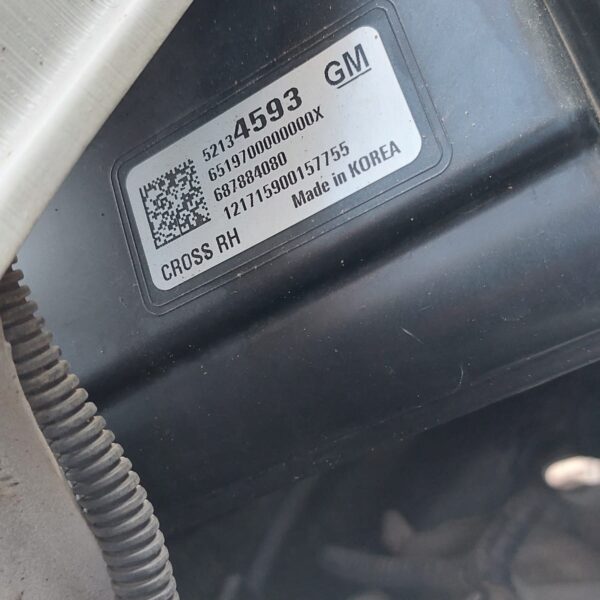 GM
52134593
6519700000000X
687884080
121715900157755
Made in KOREA
CROSS RH